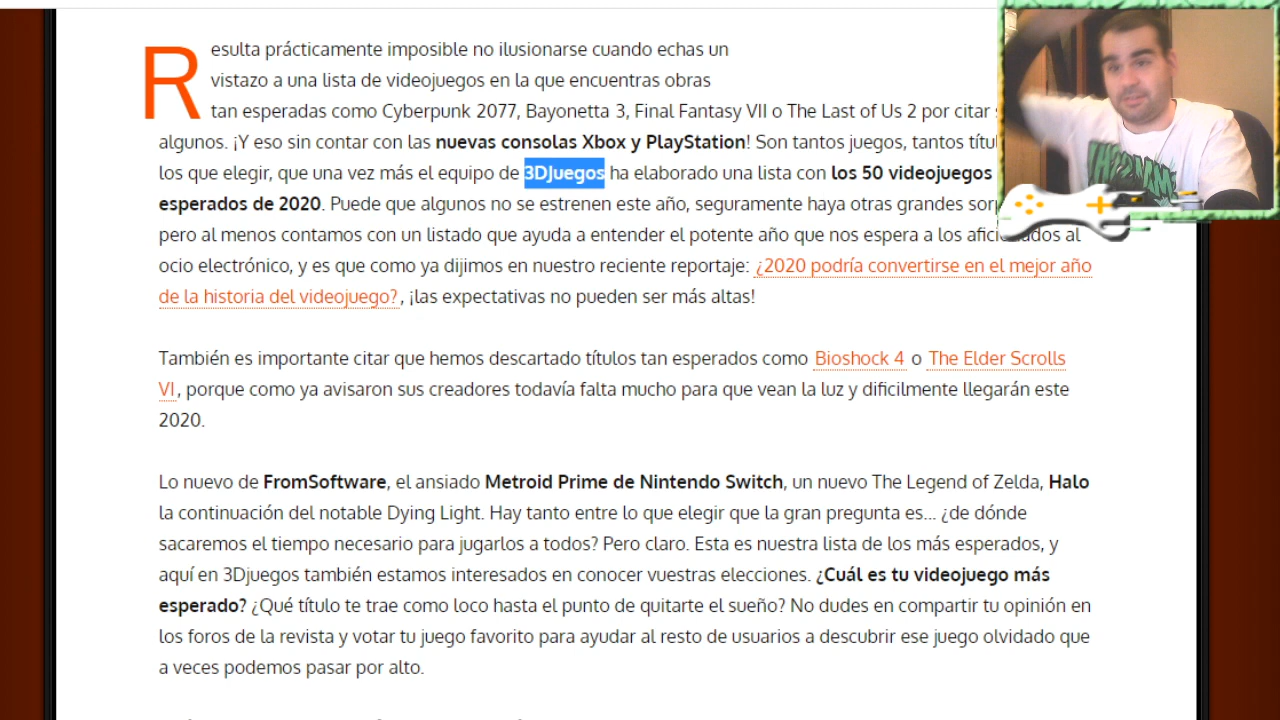 Resulta prácticamente imposible no ilusionarse cuando echas un
vistazo a una lista de videojuegos en la que encuentras obras
tan esperadas como Cyberpunk 2077, Bayonetta 3, Final Fantasy VII o The Last of Us 2 por citar
algunos. ¡Y eso sin contar con las nuevas consolas Xbox y PlayStation! Son tantos juegos, tantos
los que elegir, que una vez más el equipo de 3DJuegos ha elaborado una lista con los 50 videojuegos
esperados de 2020. Puede que algunos no se estrenen este año, seguramente haya otras grandes
pero al menos contamos con un listado que ayuda a entender el potente año que nos espera a los aficionados al
ocio electrónico, y es que como ya dijimos en nuestro reciente reportaje: ¿2020 podría convertirse en el mejor año
de la historia del videojuego?, ¡las expectativas no pueden ser más altas!
También es importante citar que hemos descartado títulos tan esperados como Bioshock 4 o The Elder Scrolls
VI, porque como ya avisaron sus creadores todavía falta mucho para que vean la luz y dificilmente llegarán este
2020.
Lo nuevo de FromSoftware, el ansiado Metroid Prime de Nintendo Switch, un nuevo The Legend of Zelda, Halo
la continuación del notable Dying Light. Hay tanto entre lo que elegir que la gran pregunta es... ¿de dónde
sacaremos el tiempo necesario para jugarlos a todos? Pero claro. Esta es nuestra lista de los más esperados, y
aquí en 3Djuegos también estamos interesados en conocer vuestras elecciones. ¿Cuál es tu videojuego más
esperado? ¿Qué título te trae como loco hasta el punto de quitarte el sueño? No dudes en compartir tu opinión en
los foros de la revista y votar tu juego favorito para ayudar al resto de usuarios a descubrir ese juego olvidado que
a veces podemos pasar por alto.